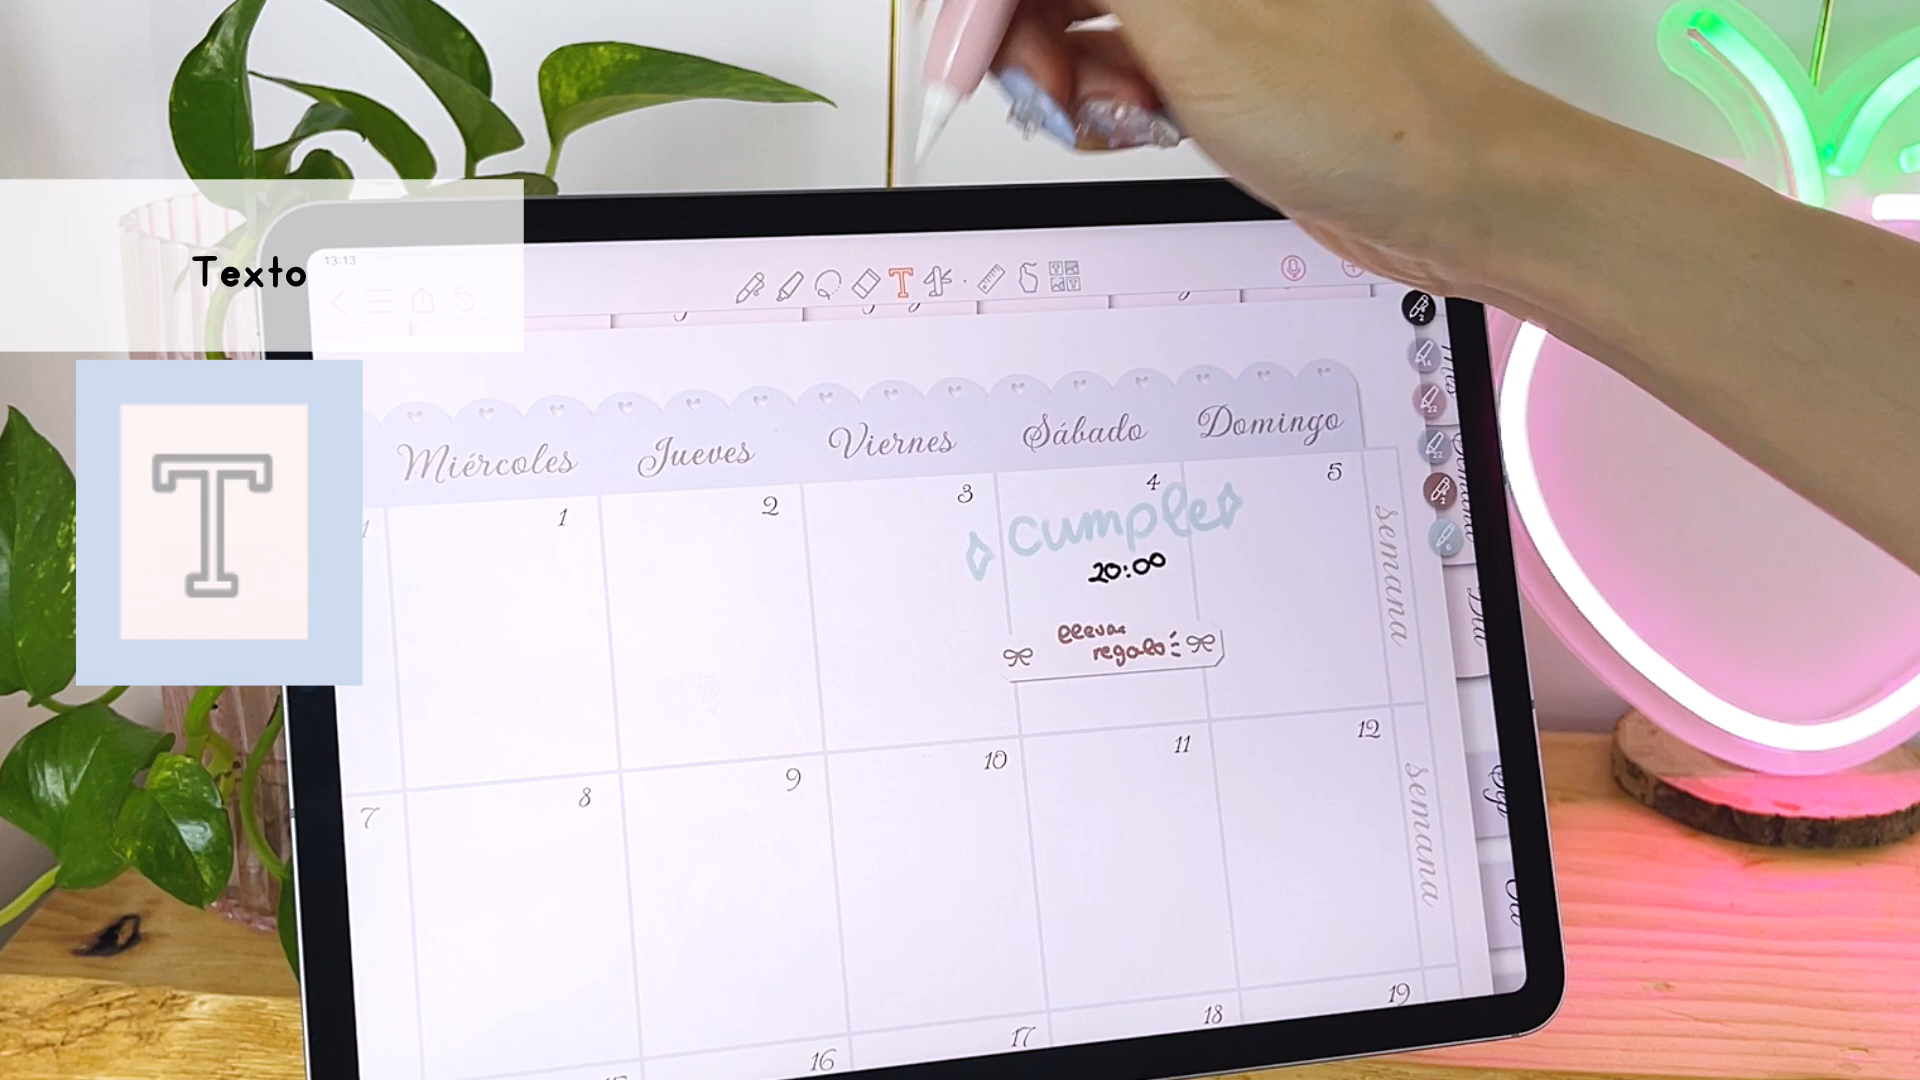 Texto
T
13:13
T
Miércoles Jueves Viernes Sábado Domingo
1 2 3 4 5
cumple
20:00
llevar
regalo
semana
7 8 9 10 11 12
semana
16 17 18 19
Día